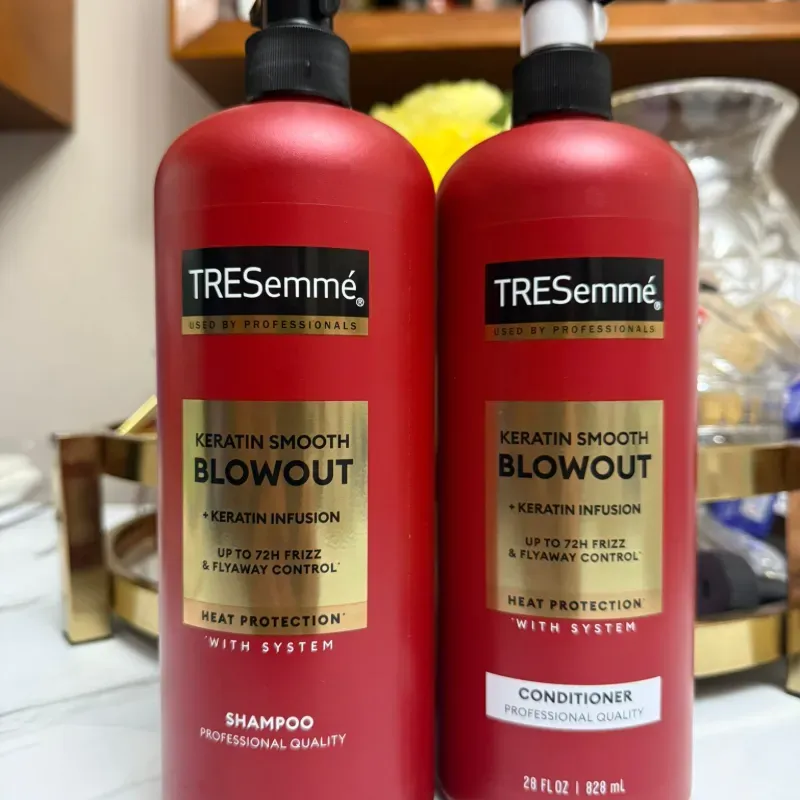 TRESemmé®
USED BY PROFESSIONALS
KERATIN SMOOTH
BLOWOUT
+ KERATIN INFUSION
UP TO 72H FRIZZ
& FLYAWAY CONTROL*
HEAT PROTECTION*
*WITH SYSTEM
SHAMPOO
PROFESSIONAL QUALITY
TRESemmé®
USED BY PROFESSIONALS
KERATIN SMOOTH
BLOWOUT
+ KERATIN INFUSION
UP TO 72H FRIZZ
& FLYAWAY CONTROL*
HEAT PROTECTION*
*WITH SYSTEM
CONDITIONER
PROFESSIONAL QUALITY
28 FL OZ | 828 mL